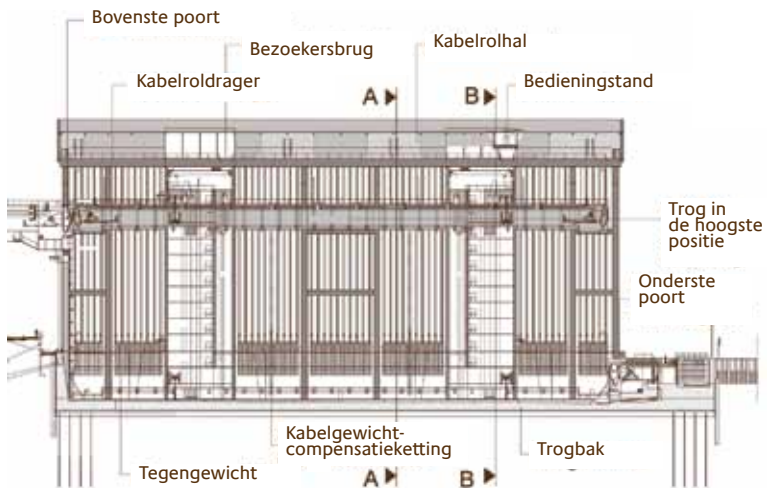 Bovenste poort
Bezoekersbrug
Kabelrolhal
Kabelroldrager
Bedieningstand
A
B
Trog in
de hoogste
positie
Onderste
poort
Kabelgewicht-
compensatieketting
Trogbak
Tegengewicht
A
B